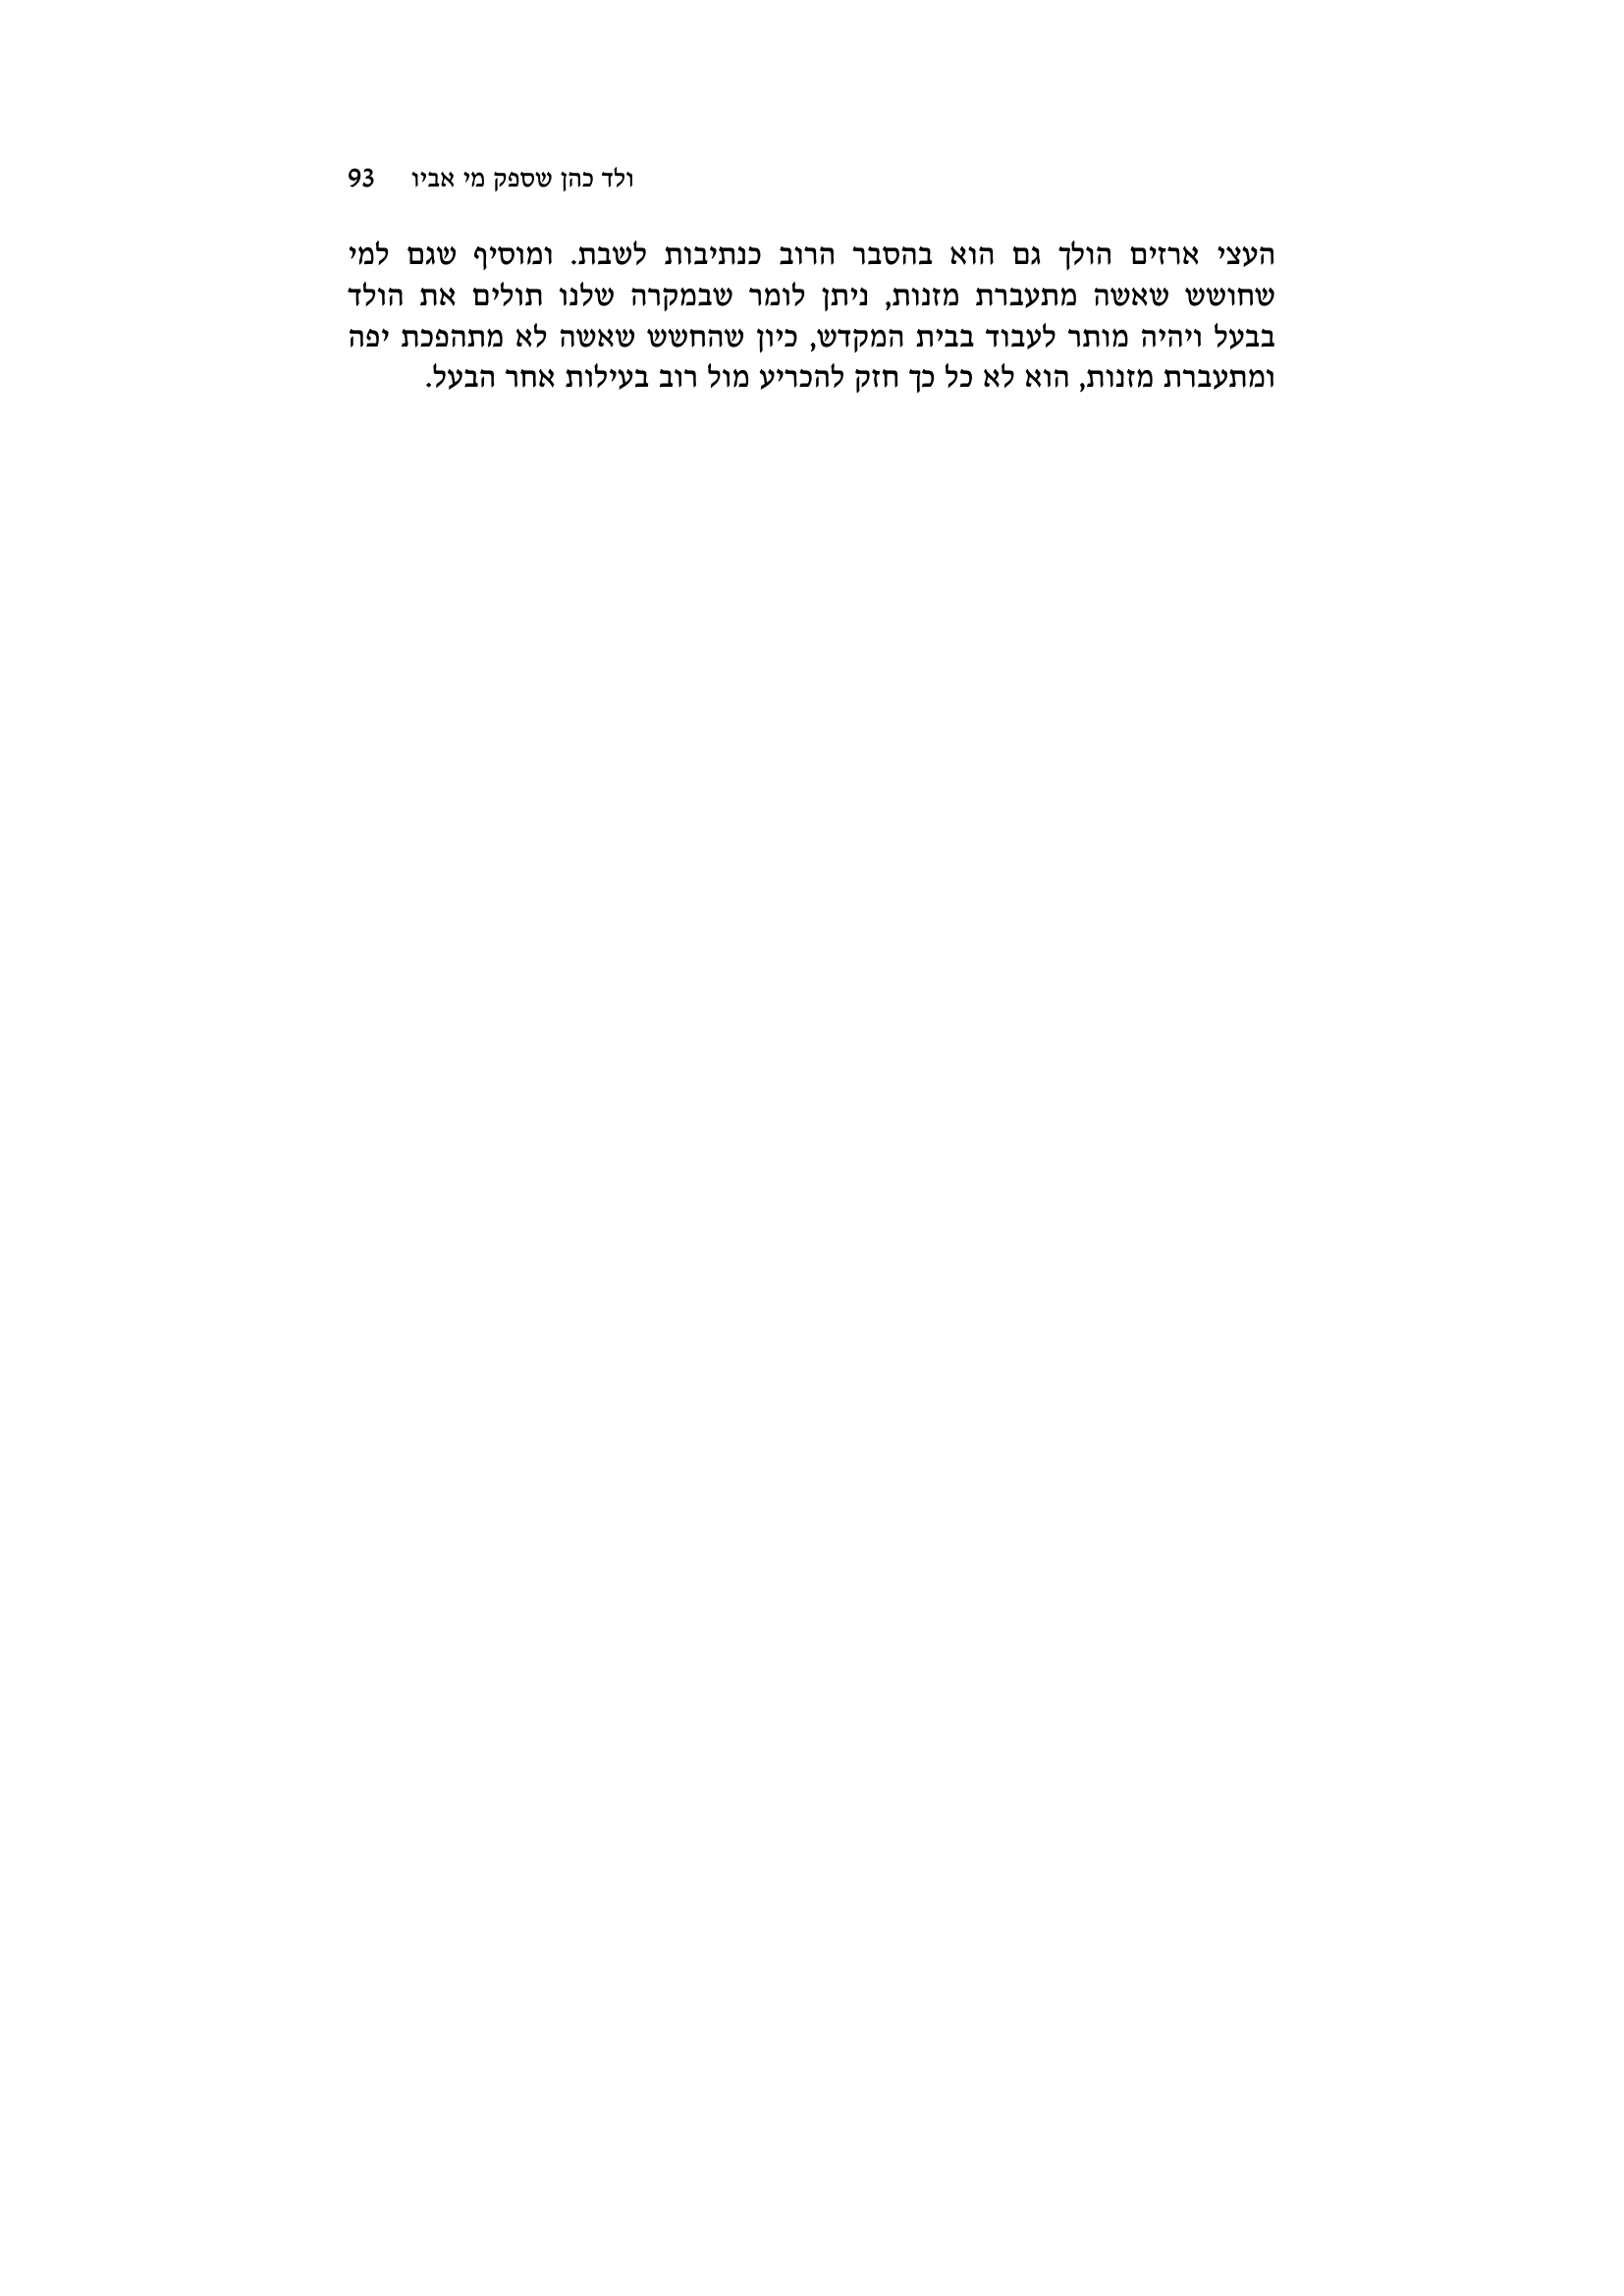 ולד כהן שספק מי אביו 93
העצי ארזים הולך גם הוא בהסבר הרוב כנתיבות לשבת. ומוסיף שגם למי
שחושש שאשה מתעברת מזנות, ניתן לומר שבמקרה שלנו תולים את הולד
בבעל ויהיה מותר לעבוד בבית המקדש, כיון שהחשש שאשה לא מתהפכת יפה
ומתעברת מזנות, הוא לא כל כך חזק להכריע מול רוב בעילות אחר הבעל.